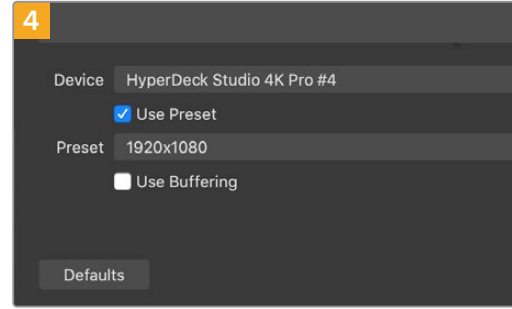 4
Device HyperDeck Studio 4K Pro #4
Use Preset
Preset 1920x1080
Use Buffering
Defaults